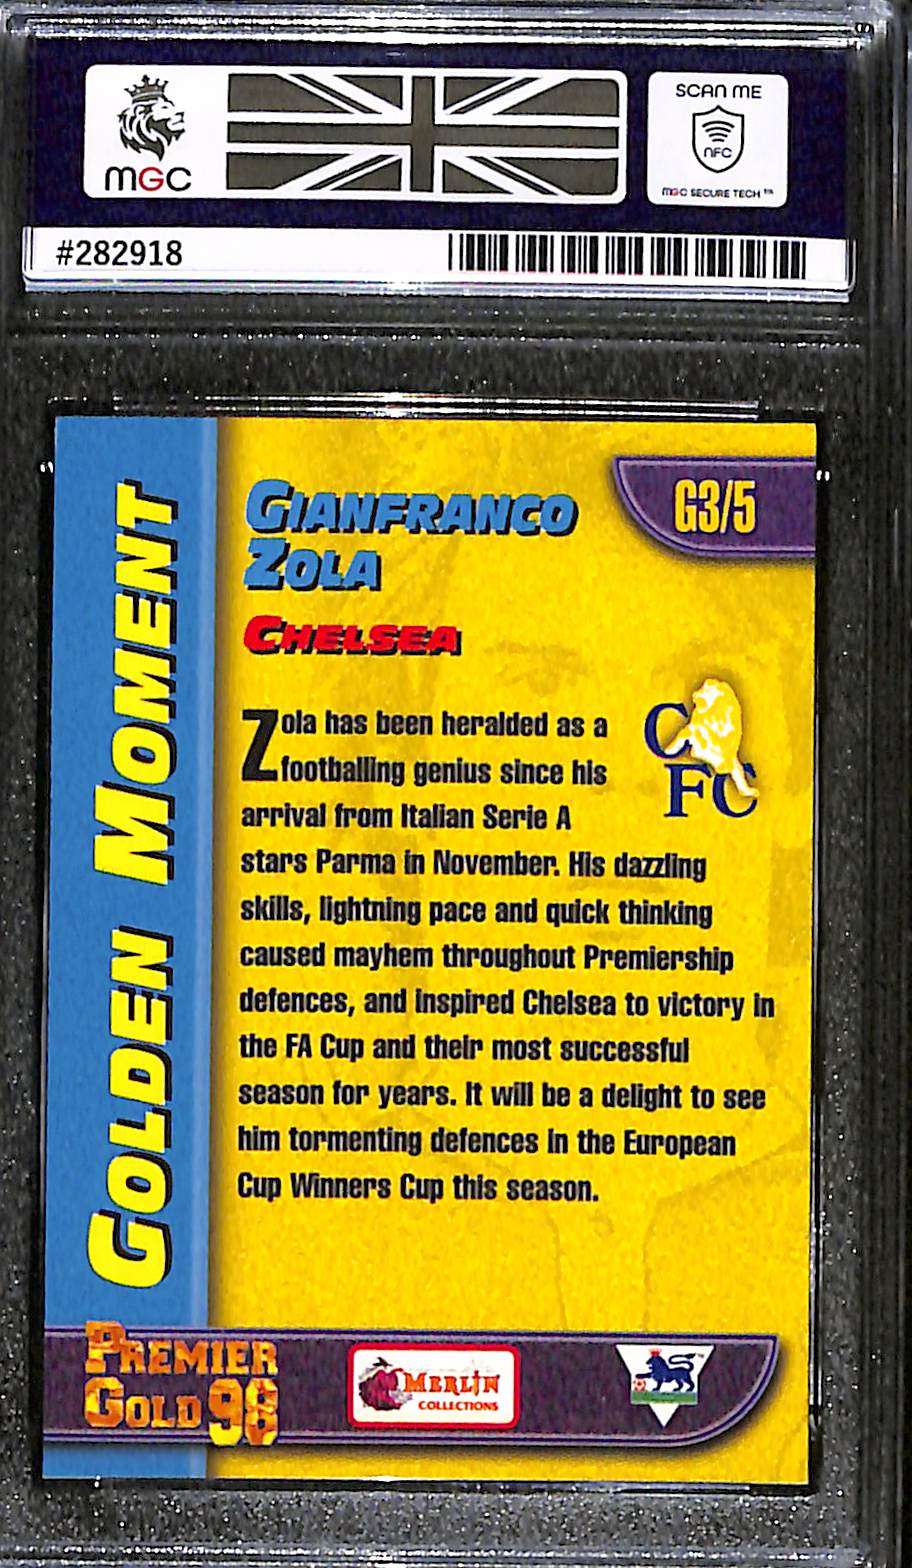 MGC
SCAN ME
NFC
MGC SECURE TECH ™
#282918
GOLDEN MOMENT
GIANFRANCO
ZOLA
CHELSEA
G3/5
CFC
Zola has been heralded as a
footballing genius since his
arrival from Italian Serie A
stars Parma in November. His dazzling
skills, lightning pace and quick thinking
caused mayhem throughout Premiership
defences, and inspired Chelsea to victory in
the FA Cup and their most successful
season for years. It will be a delight to see
him tormenting defences in the European
Cup Winners Cup this season.
PREMIER
GOLD 98
MERLIN
COLLECTIONS